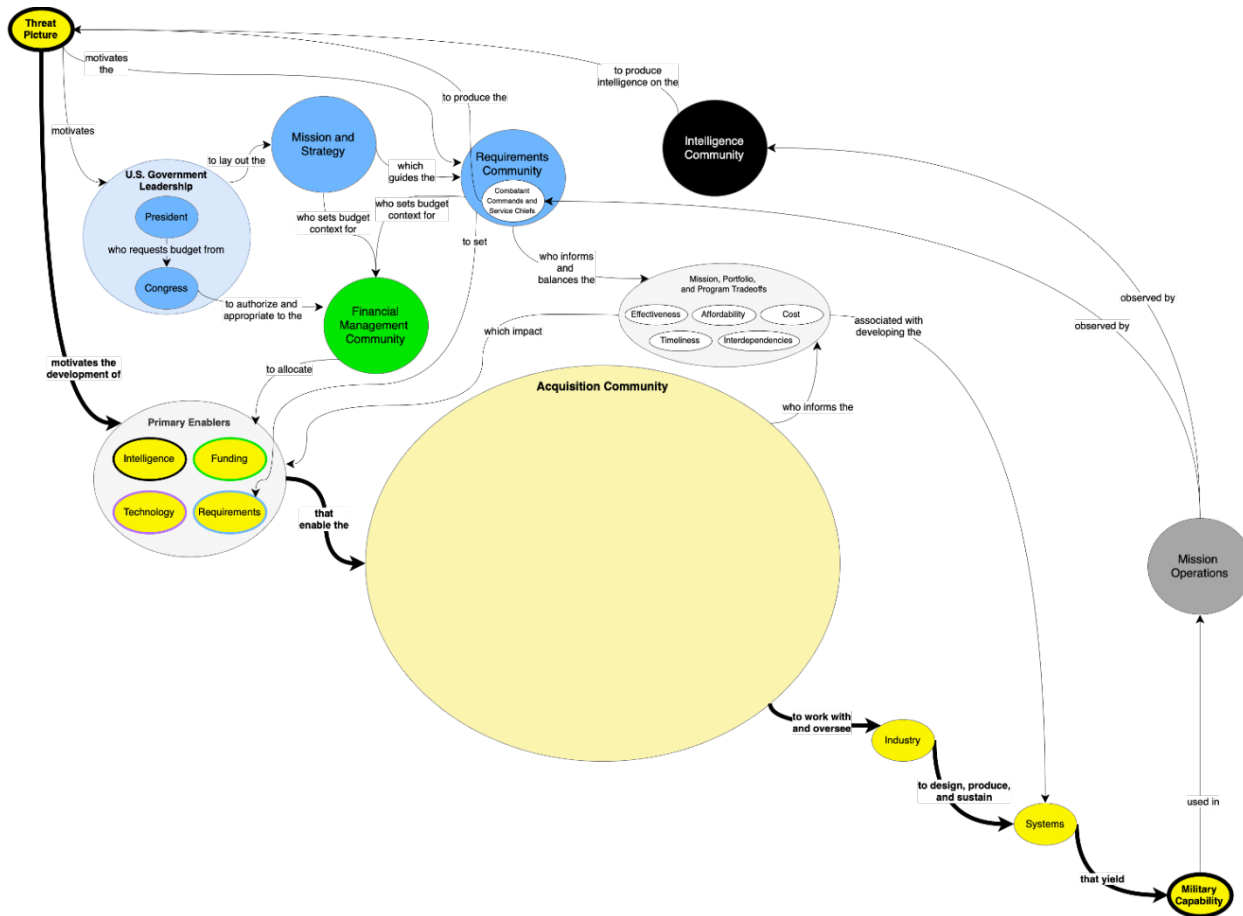 Threat
Picture
motivates
the
to produce
intelligence on the
to produce the
motivates
Mission and
Strategy
Intelligence
Community
to lay out the
which
guides the
Requirements
Community
Combatant
Commands and
Service Chiefs
U.S. Government
Leadership
President
who requests budget from
Congress
who sets budget
context for
who sets budget
context for
to set
who informs
and
balances the
Mission, Portfolio,
and Program Tradeoffs
Effectiveness
Affordability
Cost
Timeliness
Interdependencies
associated with
developing the
observed by
observed by
to authorize and
appropriate to the
Financial
Management
Community
which impact
motivates the
development of
to allocate
Acquisition Community
who informs the
Primary Enablers
Intelligence
Funding
Technology
Requirements
that
enable the
Mission
Operations
to work with
and oversee
Industry
to design, produce,
and sustain
used in
Systems
that yield
Military
Capability